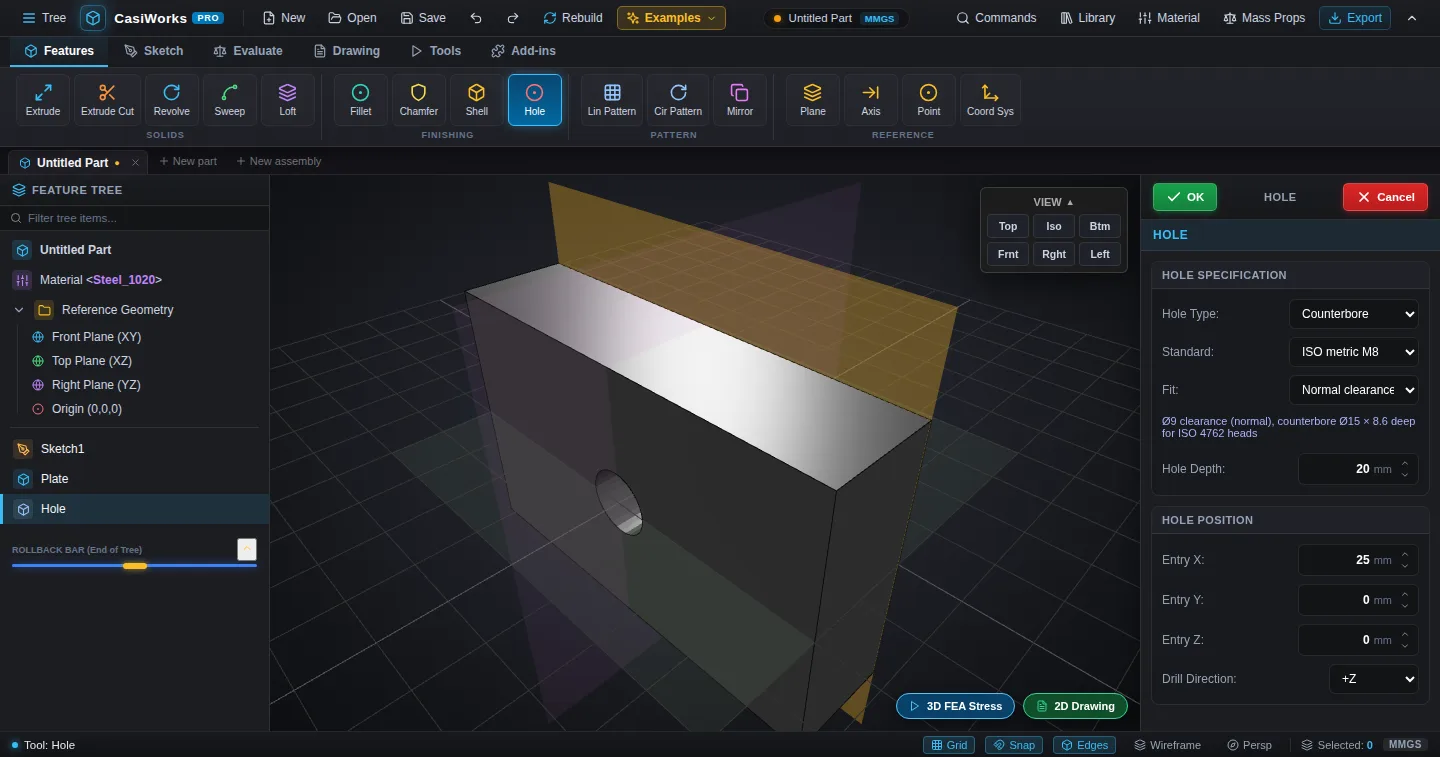 Tree CasiWorks PRO New Open Save Rebuild Examples Untitled Part MMGS Commands Library Material Mass Props Export
Features Sketch Evaluate Drawing Tools Add-ins
Extrude Extrude Cut Revolve Sweep Loft Fillet Chamfer Shell Hole Lin Pattern Cir Pattern Mirror Plane Axis Point Coord Sys
SOLIDS FINISHING PATTERN REFERENCE
Untitled Part New part New assembly
FEATURE TREE
Filter tree items...
Untitled Part
Material <Steel_1020>
Reference Geometry
Front Plane (XY)
Top Plane (XZ)
Right Plane (YZ)
Origin (0,0,0)
Sketch1
Plate
Hole
ROLLBACK BAR (End of Tree)
VIEW ▲
Top Iso Btm
Frnt Rght Left
3D FEA Stress 2D Drawing
OK HOLE Cancel
HOLE
HOLE SPECIFICATION
Hole Type: Counterbore
Standard: ISO metric M8
Fit: Normal clearance
Ø9 clearance (normal), counterbore Ø15 × 8.6 deep
for ISO 4762 heads
Hole Depth: 20 mm
HOLE POSITION
Entry X: 25 mm
Entry Y: 0 mm
Entry Z: 0 mm
Drill Direction: +Z
Tool: Hole Grid Snap Edges Wireframe Persp Selected: 0 MMGS